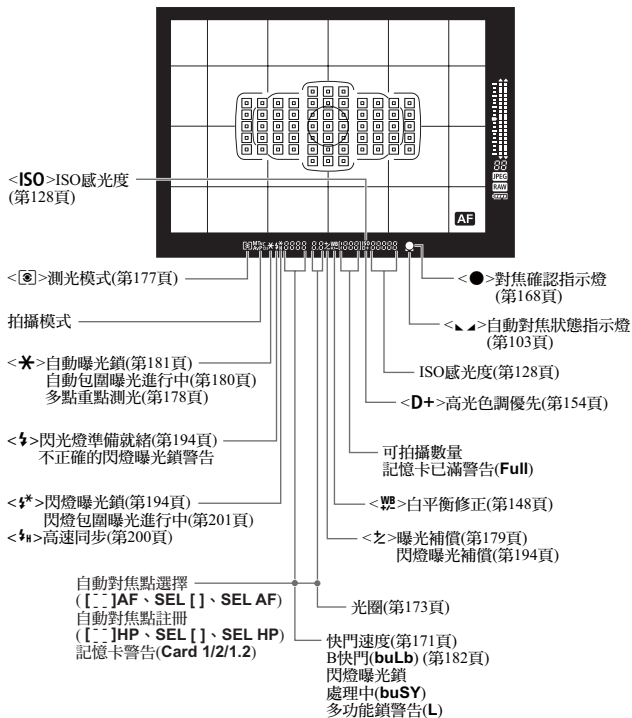 JPEG
RAW
AF
<ISO>ISO感光度
(第128頁)
<>測光模式(第177頁)
拍攝模式
<✱>自動曝光鎖(第181頁)
自動包圍曝光進行中(第180頁)
多點重點測光(第178頁)
<⚡>閃光燈準備就緒(第194頁)
不正確的閃燈曝光鎖警告
<⚡*>閃燈曝光鎖(第194頁)
閃燈包圍曝光進行中(第201頁)
<⚡H>高速同步(第200頁)
自動對焦點選擇
([ ]AF、SEL [ ]、SEL AF)
自動對焦點註冊
([ ]HP、SEL [ ]、SEL HP)
記憶卡警告(Card 1/2/1.2)
<●>對焦確認指示燈
(第168頁)
<◣ ◢>自動對焦狀態指示燈
(第103頁)
ISO感光度(第128頁)
<D+>高光色調優先(第154頁)
可拍攝數量
記憶卡已滿警告(Full)
<WB+/->白平衡修正(第148頁)
<>曝光補償(第179頁)
閃燈曝光補償(第194頁)
光圈(第173頁)
快門速度(第171頁)
B快門(buLb) (第182頁)
閃燈曝光鎖
處理中(buSY)
多功能鎖警告(L)